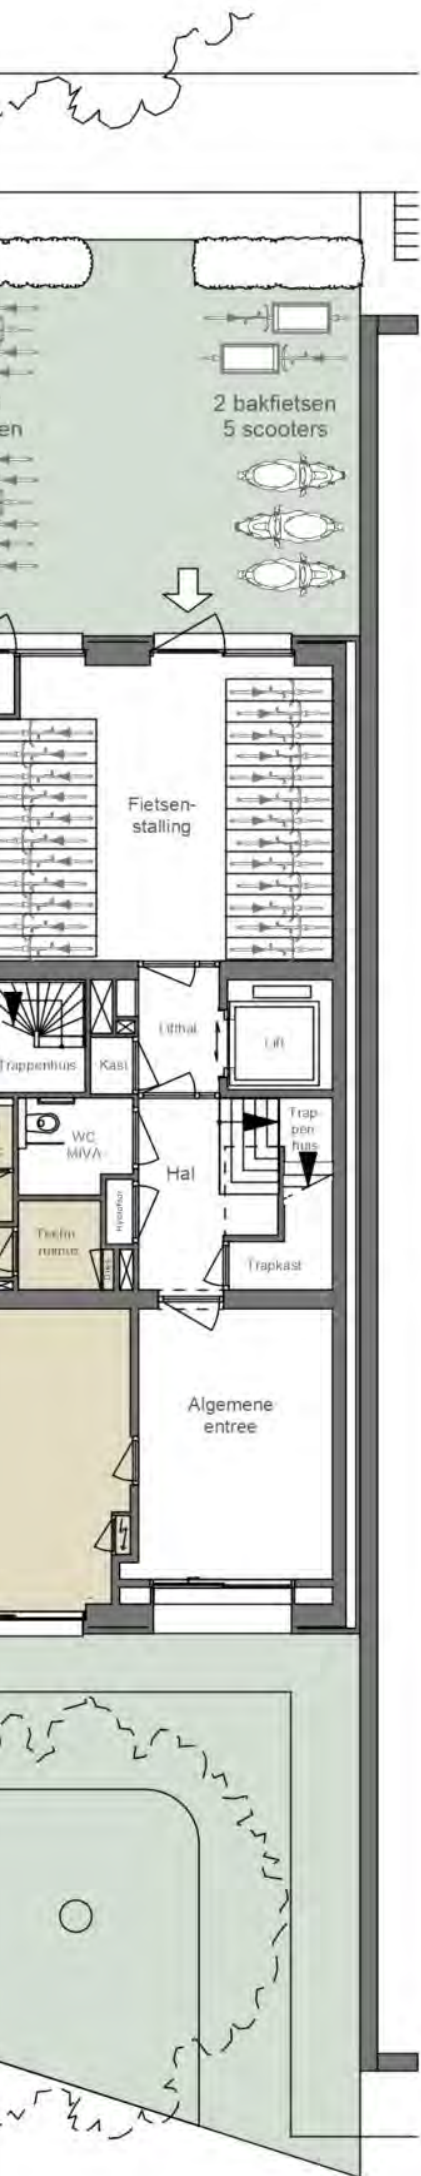 2 bakfietsen
en
5 scooters
Fietsen-
stalling
Lifthal
Lift
Trappenhuis
Kast
Trap-
pen
huis
WC
MIVA
Hal
Trapkast
Algemene
entree